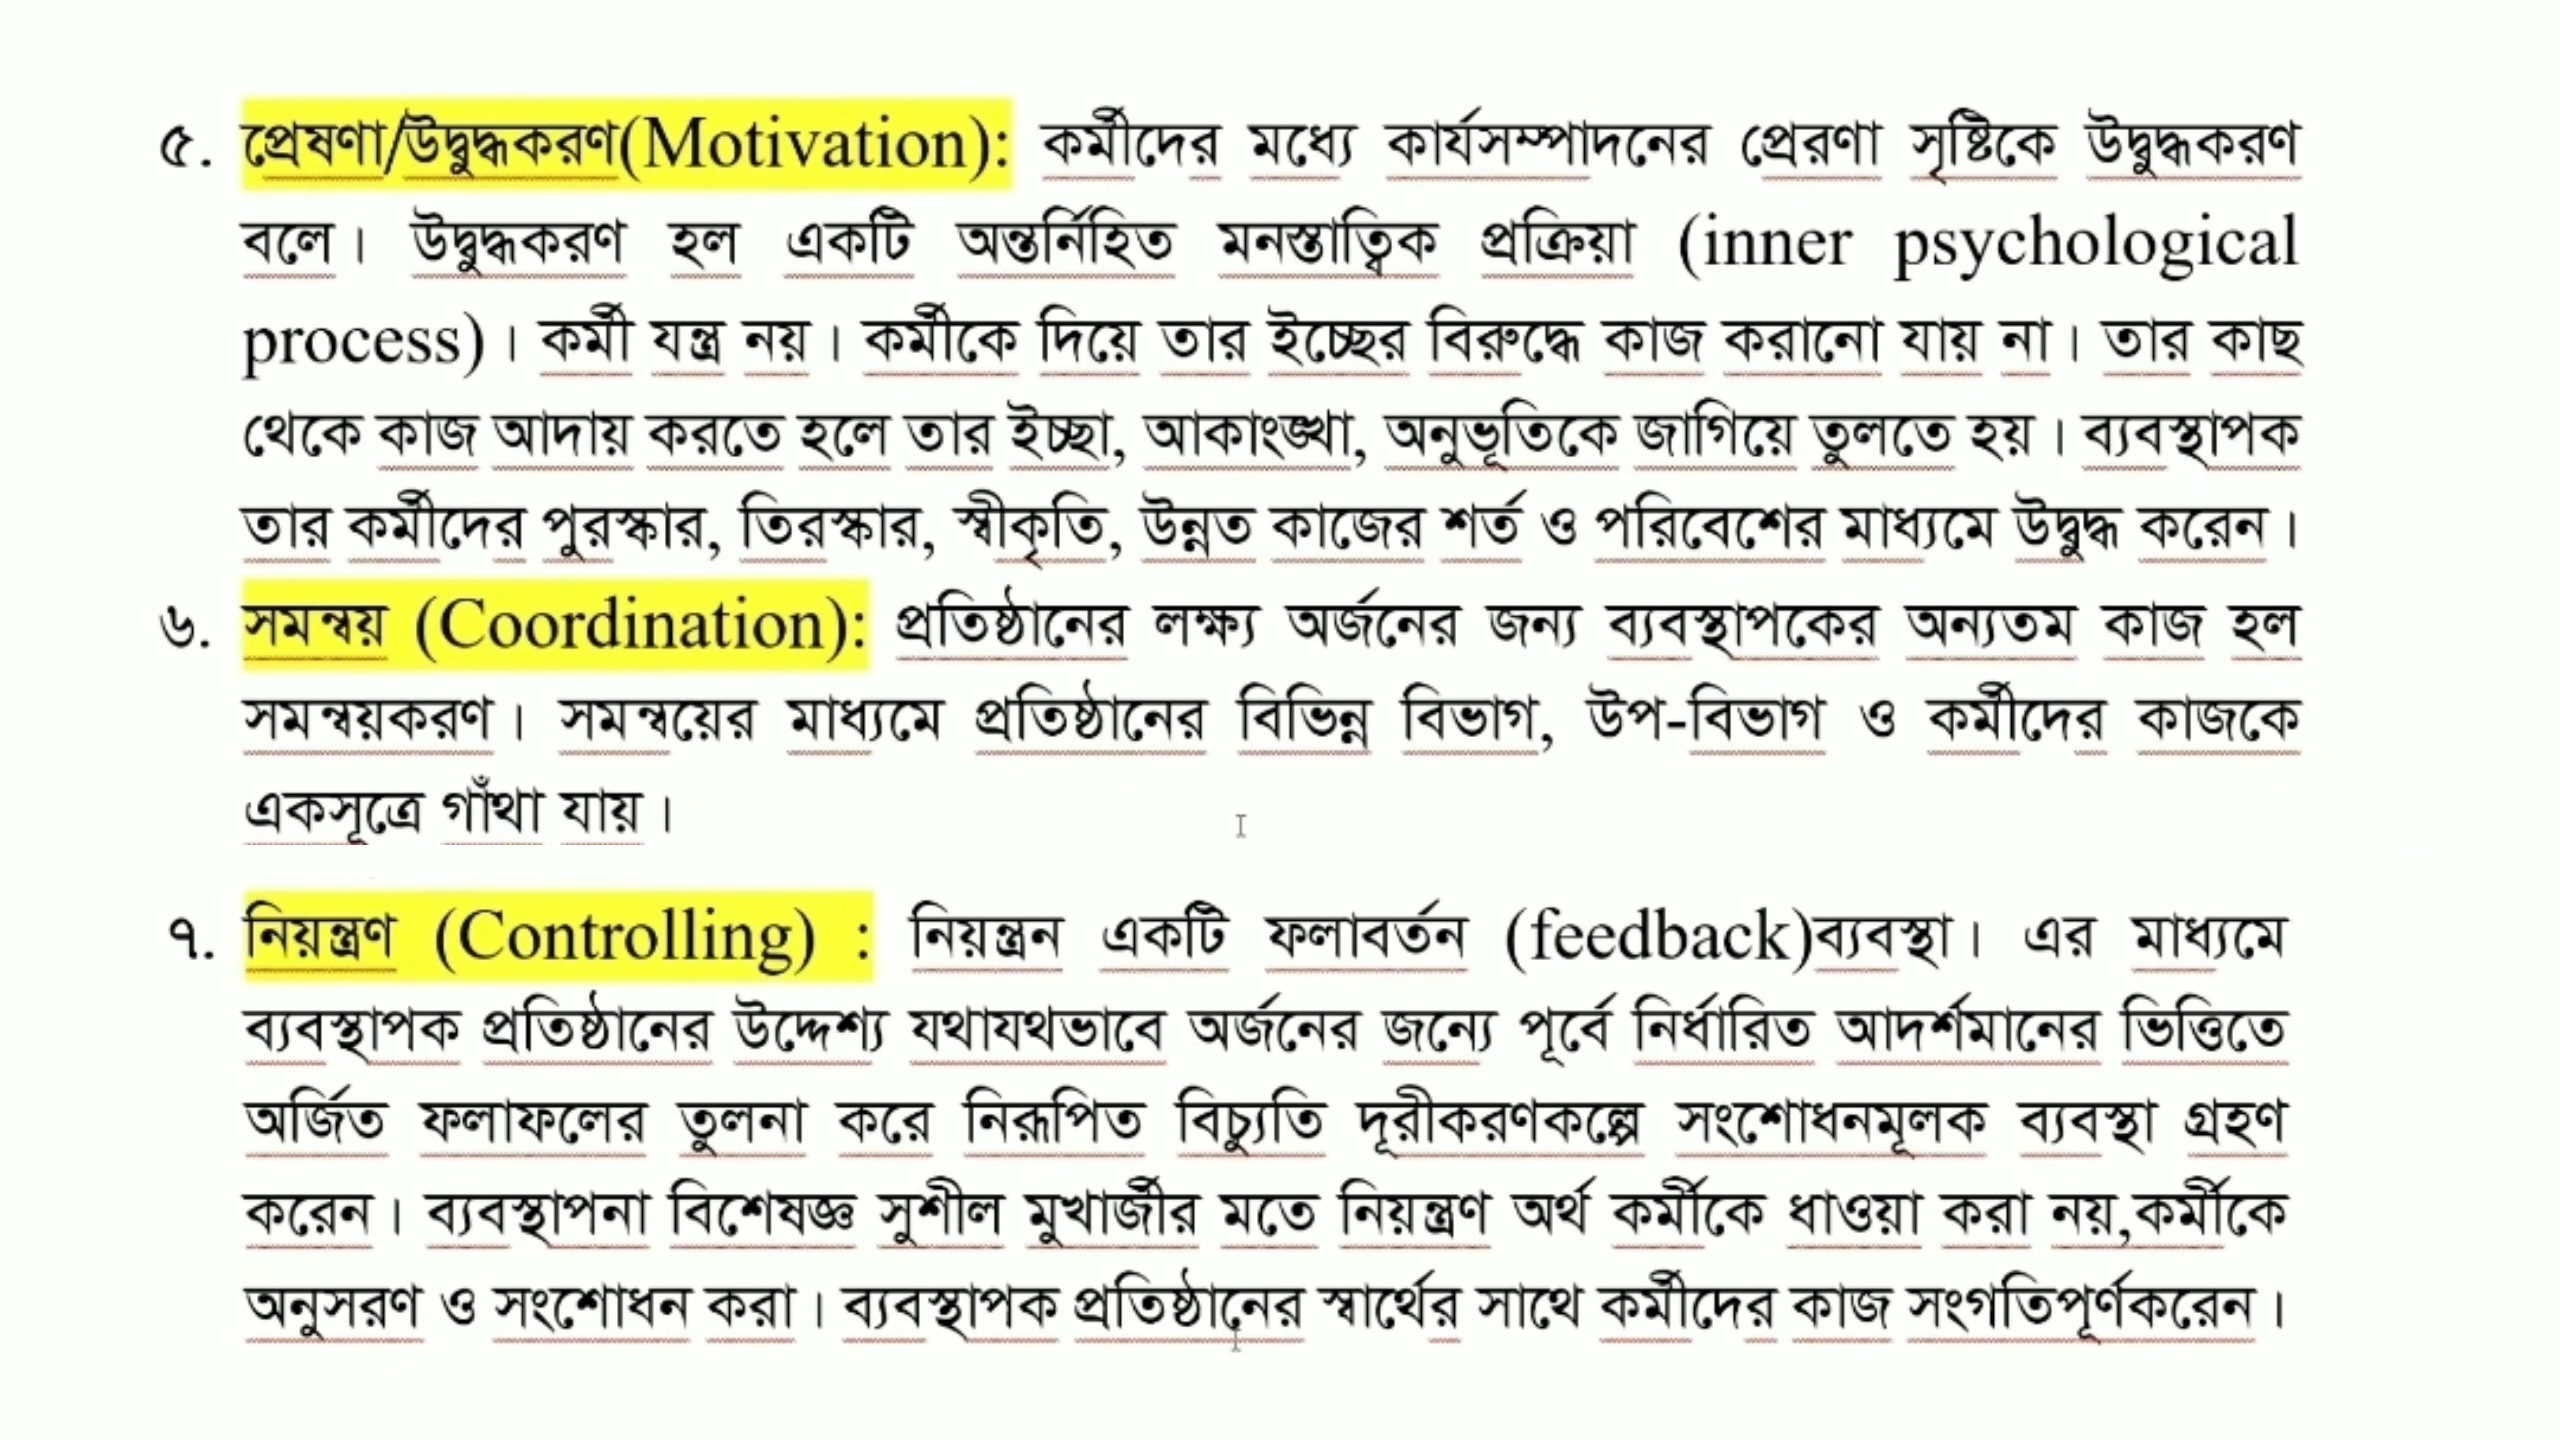 ৫. প্রেষণা/উদ্বুদ্ধকরণ(Motivation): কর্মীদের মধ্যে কার্যসম্পাদনের প্রেরণা সৃষ্টিকে উদ্বুদ্ধকরণ
বলে। উদ্বুদ্ধকরণ হল একটি অন্তর্নিহিত মনস্তাত্বিক প্রক্রিয়া (inner psychological
process)। কর্মী যন্ত্র নয়। কর্মীকে দিয়ে তার ইচ্ছের বিরুদ্ধে কাজ করানো যায় না। তার কাছ
থেকে কাজ আদায় করতে হলে তার ইচ্ছা, আকাংঙ্খা, অনুভূতিকে জাগিয়ে তুলতে হয়। ব্যবস্থাপক
তার কর্মীদের পুরস্কার, তিরস্কার, স্বীকৃতি, উন্নত কাজের শর্ত ও পরিবেশের মাধ্যমে উদ্বুদ্ধ করেন।
৬. সমন্বয় (Coordination): প্রতিষ্ঠানের লক্ষ্য অর্জনের জন্য ব্যবস্থাপকের অন্যতম কাজ হল
সমন্বয়করণ। সমন্বয়ের মাধ্যমে প্রতিষ্ঠানের বিভিন্ন বিভাগ, উপ-বিভাগ ও কর্মীদের কাজকে
একসূত্রে গাঁথা যায়।
৭. নিয়ন্ত্রণ (Controlling) : নিয়ন্ত্রন একটি ফলাবর্তন (feedback)ব্যবস্থা। এর মাধ্যমে
ব্যবস্থাপক প্রতিষ্ঠানের উদ্দেশ্য যথাযথভাবে অর্জনের জন্যে পূর্বে নির্ধারিত আদর্শমানের ভিত্তিতে
অর্জিত ফলাফলের তুলনা করে নিরূপিত বিচ্যুতি দূরীকরণকল্পে সংশোধনমূলক ব্যবস্থা গ্রহণ
করেন। ব্যবস্থাপনা বিশেষজ্ঞ সুশীল মুখার্জীর মতে নিয়ন্ত্রণ অর্থ কর্মীকে ধাওয়া করা নয়,কর্মীকে
অনুসরণ ও সংশোধন করা। ব্যবস্থাপক প্রতিষ্ঠানের স্বার্থের সাথে কর্মীদের কাজ সংগতিপূর্ণকরেন।